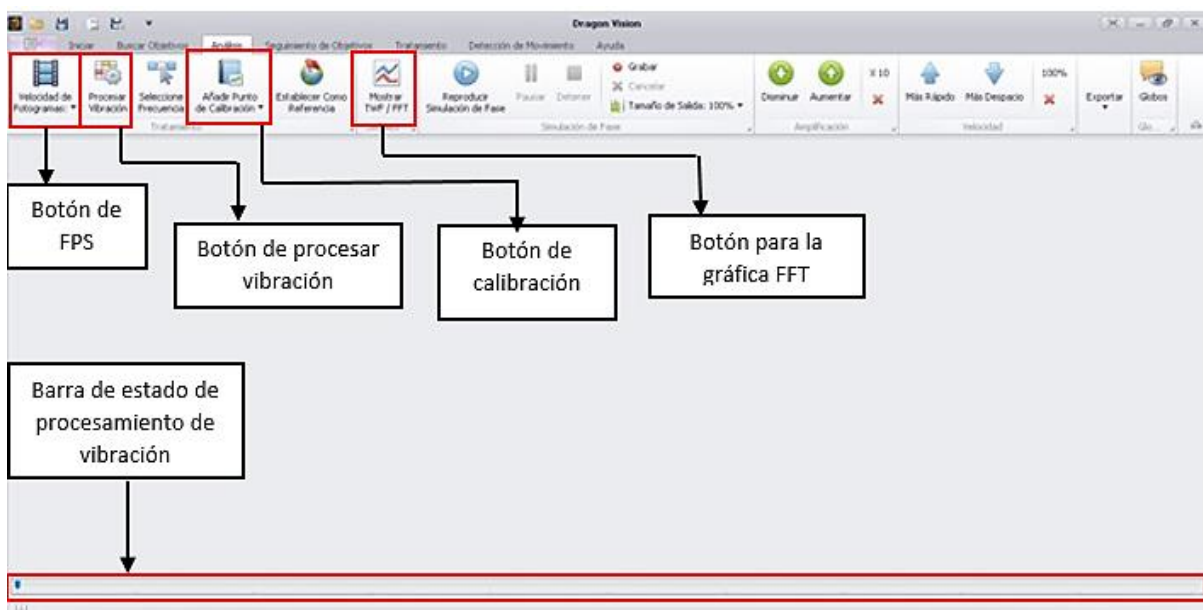 Dragon Vision
Iniciar Buscar Objetivos Análisis Seguimiento de Objetivos Tratamiento Detección de Movimiento Ayuda
Velocidad de Fotogramas:
Procesar Vibración
Seleccione Frecuencia
Añadir Punto de Calibración
Establecer Como Referencia
Mostrar TWF / FFT
Reproducir Simulación de Fase
Pausar
Detener
Grabar
Cancelar
Tamaño de Salida: 100%
Disminuir
Aumentar
X 10
Más Rápido
Más Despacio
100%
Exportar
Globos
Tratamiento
Simulación de Fase
Amplificación
Velocidad
Glo...
Botón de
FPS
Botón de procesar
vibración
Botón de
calibración
Botón para la
gráfica FFT
Barra de estado de
procesamiento de
vibración